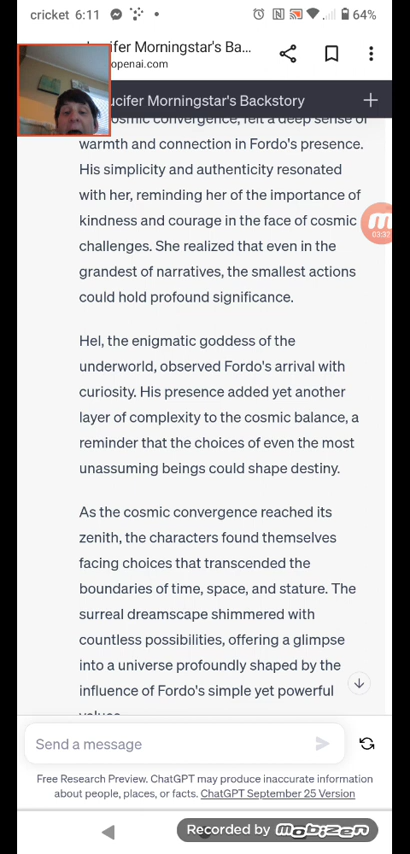 cricket 6:11 64%
ucifer Morningstar's Ba...
openai.com
ucifer Morningstar's Backstory
cosmic convergence, felt a deep sense of
warmth and connection in Fordo's presence.
His simplicity and authenticity resonated
with her, reminding her of the importance of
kindness and courage in the face of cosmic
challenges. She realized that even in the
grandest of narratives, the smallest actions
could hold profound significance.
03:32
Hel, the enigmatic goddess of the
underworld, observed Fordo's arrival with
curiosity. His presence added yet another
layer of complexity to the cosmic balance, a
reminder that the choices of even the most
unassuming beings could shape destiny.
As the cosmic convergence reached its
zenith, the characters found themselves
facing choices that transcended the
boundaries of time, space, and stature. The
surreal dreamscape shimmered with
countless possibilities, offering a glimpse
into a universe profoundly shaped by the
influence of Fordo's simple yet powerful
Send a message
Free Research Preview. ChatGPT may produce inaccurate information
about people, places, or facts. ChatGPT September 25 Version
Recorded by mobizen